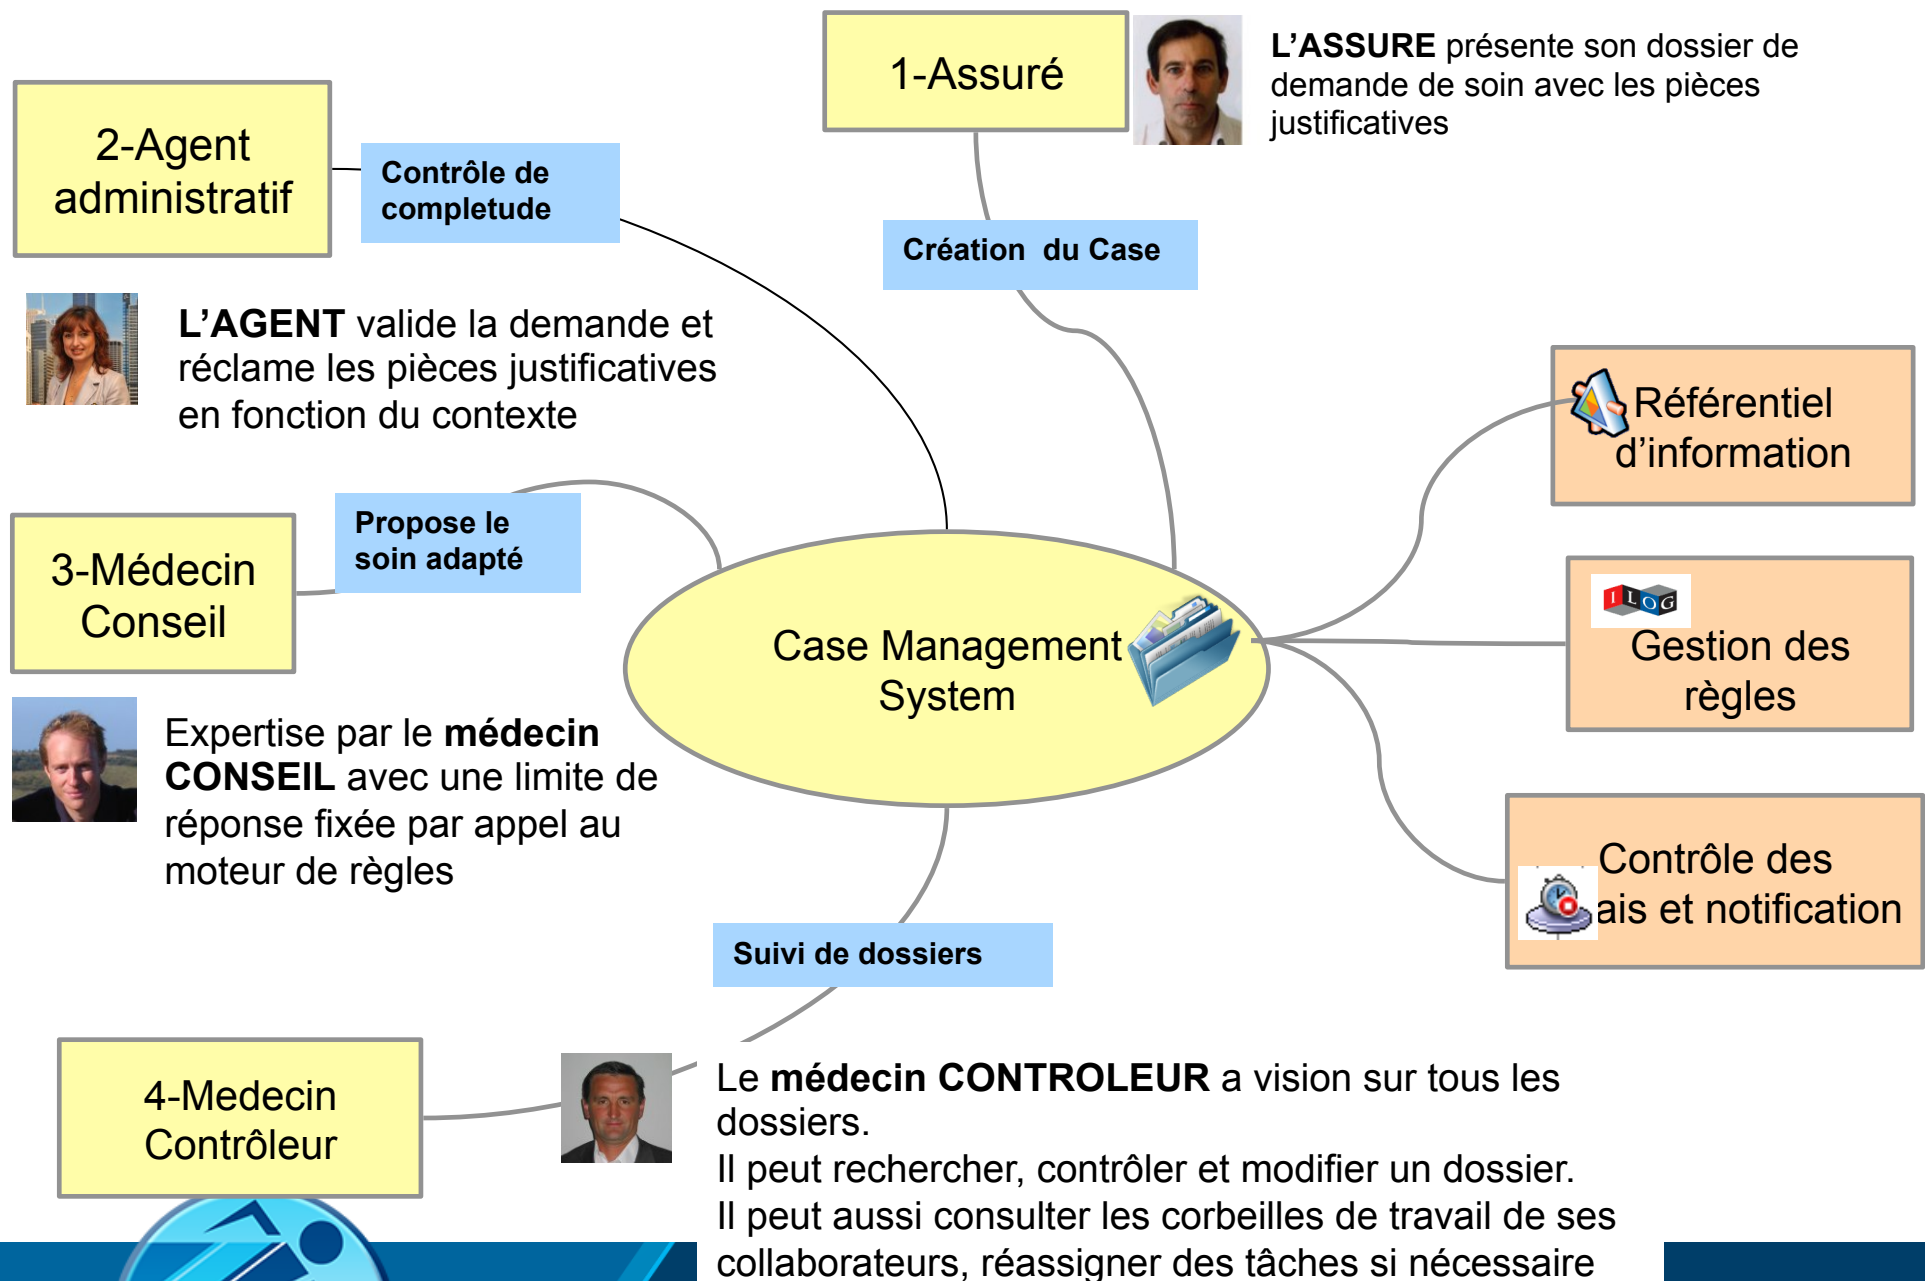 1-Assuré
L'ASSURE présente son dossier de
demande de soin avec les pièces
justificatives
2-Agent
administratif
Contrôle de
completude
Création  du Case
L'AGENT valide la demande et
réclame les pièces justificatives
en fonction du contexte
Référentiel
d'information
3-Médecin
Conseil
Propose le
soin adapté
Case Management
System
ILOG
Gestion des
règles
Expertise par le médecin
CONSEIL avec une limite de
réponse fixée par appel au
moteur de règles
Contrôle des
ais et notification
Suivi de dossiers
4-Medecin
Contrôleur
Le médecin CONTROLEUR a vision sur tous les
dossiers.
Il peut rechercher, contrôler et modifier un dossier.
Il peut aussi consulter les corbeilles de travail de ses
collaborateurs, réassigner des tâches si nécessaire